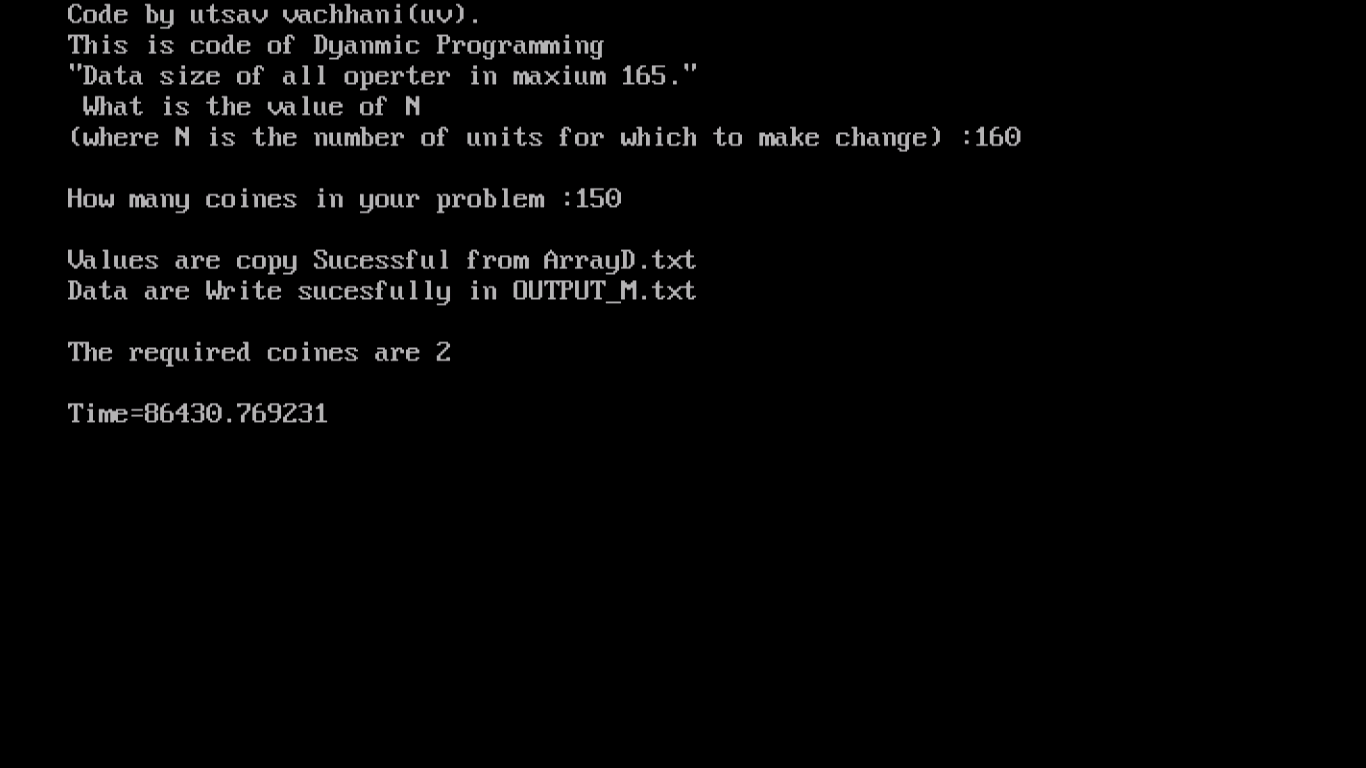 Code by utsav vachhani(uv).
This is code of Dyanmic Programming
"Data size of all operter in maxium 165."
What is the value of N
(where N is the number of units for which to make change) :160
How many coines in your problem :150
Values are copy Sucessful from ArrayD.txt
Data are Write sucesfully in OUTPUT_M.txt
The required coines are 2
Time=86430.769231